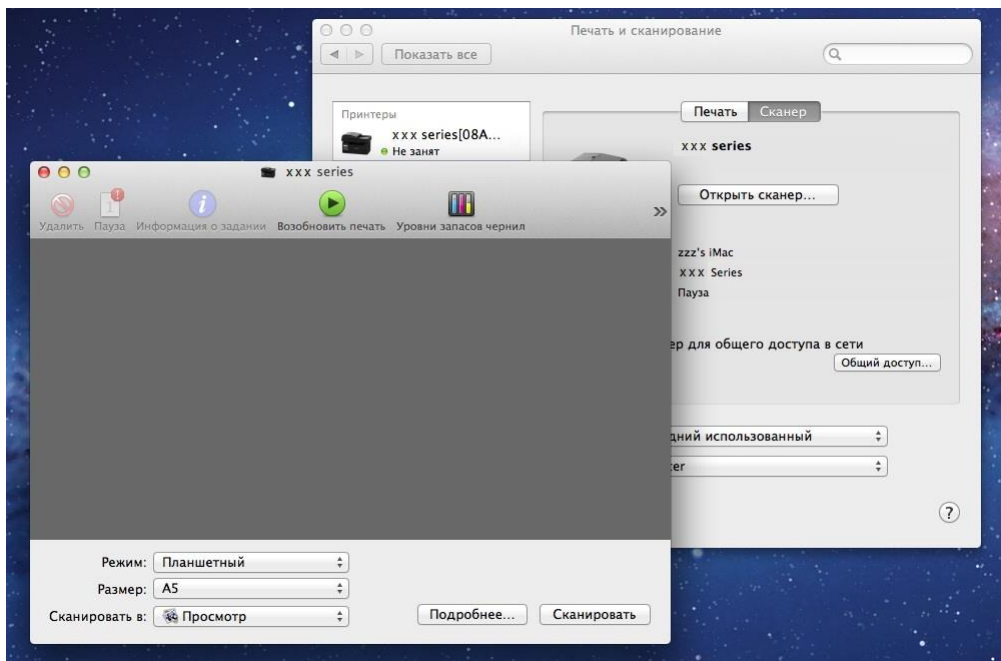 Печать и сканирование
Показать все
Принтеры
xxx series[08A...
Не занят
Печать Сканер
xxx series
Открыть сканер...
zzz's iMac
xxx Series
Пауза
ер для общего доступа в сети
Общий доступ...
дний использованный
er
?
xxx series
Удалить Пауза Информация о задании Возобновить печать Уровни запасов чернил
Режим: Планшетный
Размер: A5
Сканировать в: Просмотр
Подробнее... Сканировать